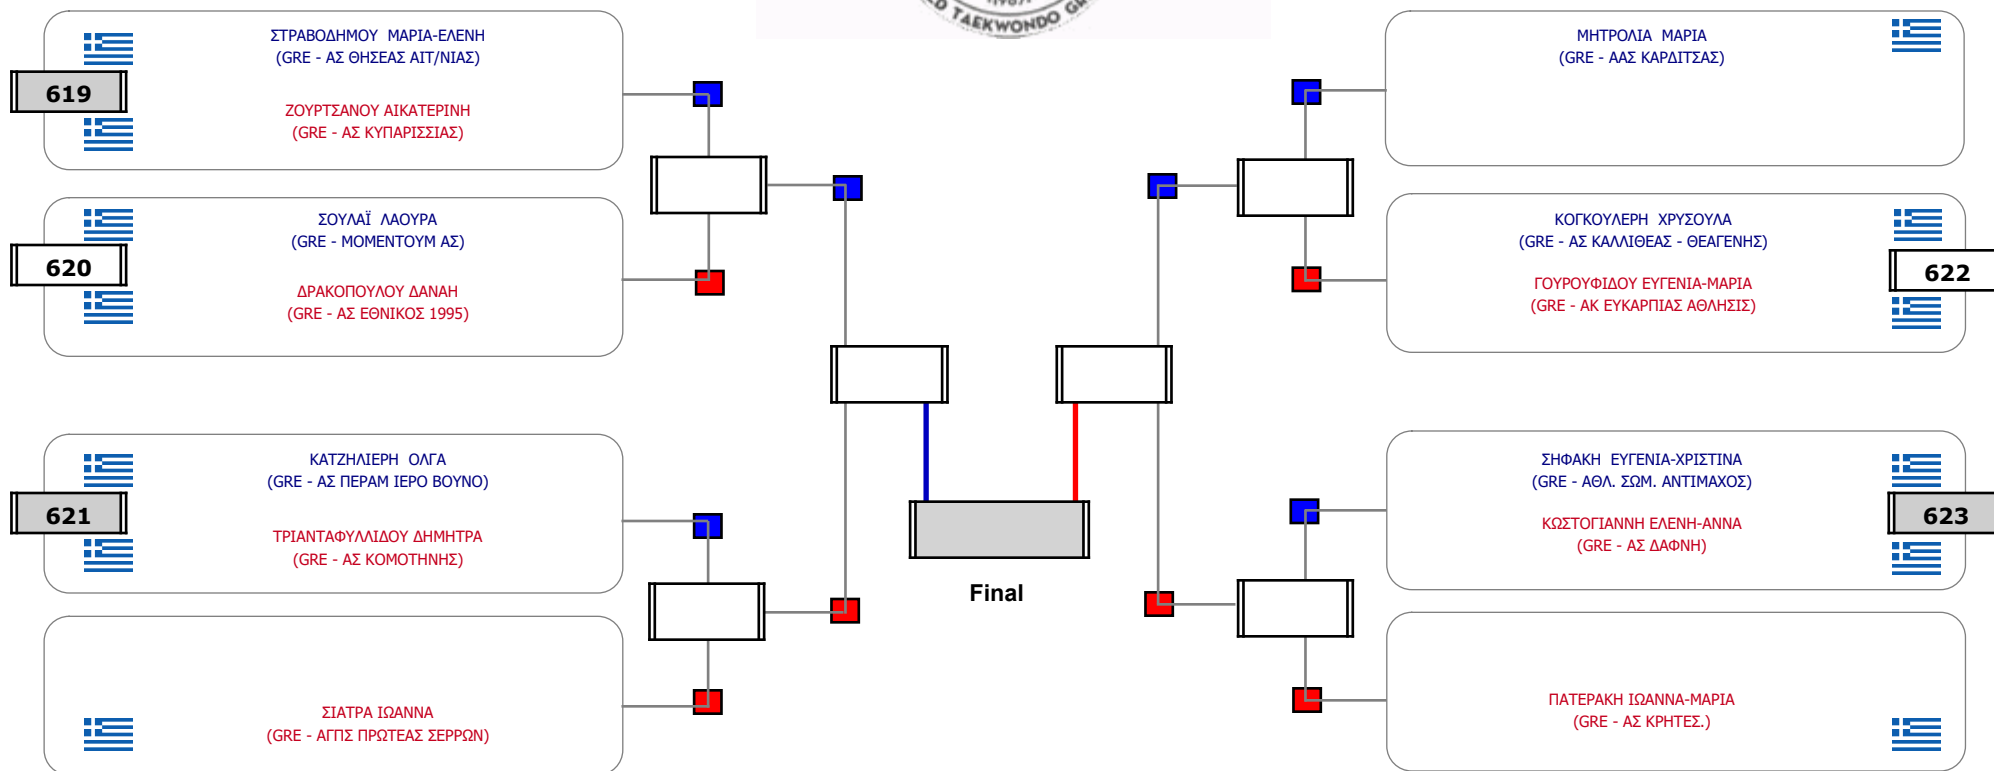 TAEKWONDO
ΣΤΡΑΒΟΔΗΜΟΥ ΜΑΡΙΑ-ΕΛΕΝΗ
(GRE - ΑΣ ΘΗΣΕΑΣ ΑΙΤ/ΝΙΑΣ)
619
ΖΟΥΡΤΣΑΝΟΥ ΑΙΚΑΤΕΡΙΝΗ
(GRE - ΑΣ ΚΥΠΑΡΙΣΣΙΑΣ)
ΣΟΥΛΑΪ ΛΑΟΥΡΑ
(GRE - ΜΟΜΕΝΤΟΥΜ ΑΣ)
620
ΔΡΑΚΟΠΟΥΛΟΥ ΔΑΝΑΗ
(GRE - ΑΣ ΕΘΝΙΚΟΣ 1995)
ΚΑΤΖΗΛΙΕΡΗ ΟΛΓΑ
(GRE - ΑΣ ΠΕΡΑΜ ΙΕΡΟ ΒΟΥΝΟ)
621
ΤΡΙΑΝΤΑΦΥΛΛΙΔΟΥ ΔΗΜΗΤΡΑ
(GRE - ΑΣ ΚΟΜΟΤΗΝΗΣ)
ΣΙΑΤΡΑ ΙΩΑΝΝΑ
(GRE - ΑΓΠΣ ΠΡΩΤΕΑΣ ΣΕΡΡΩΝ)
Final
ΜΗΤΡΟΛΙΑ ΜΑΡΙΑ
(GRE - ΑΑΣ ΚΑΡΔΙΤΣΑΣ)
ΚΟΓΚΟΥΛΕΡΗ ΧΡΥΣΟΥΛΑ
(GRE - ΑΣ ΚΑΛΛΙΘΕΑΣ - ΘΕΑΓΕΝΗΣ)
622
ΓΟΥΡΟΥΦΙΔΟΥ ΕΥΓΕΝΙΑ-ΜΑΡΙΑ
(GRE - ΑΚ ΕΥΚΑΡΠΙΑΣ ΑΘΛΗΣΙΣ)
ΣΗΦΑΚΗ ΕΥΓΕΝΙΑ-ΧΡΙΣΤΙΝΑ
(GRE - ΑΘΛ. ΣΩΜ. ΑΝΤΙΜΑΧΟΣ)
623
ΚΩΣΤΟΓΙΑΝΝΗ ΕΛΕΝΗ-ΑΝΝΑ
(GRE - ΑΣ ΔΑΦΝΗ)
ΠΑΤΕΡΑΚΗ ΙΩΑΝΝΑ-ΜΑΡΙΑ
(GRE - ΑΣ ΚΡΗΤΕΣ.)